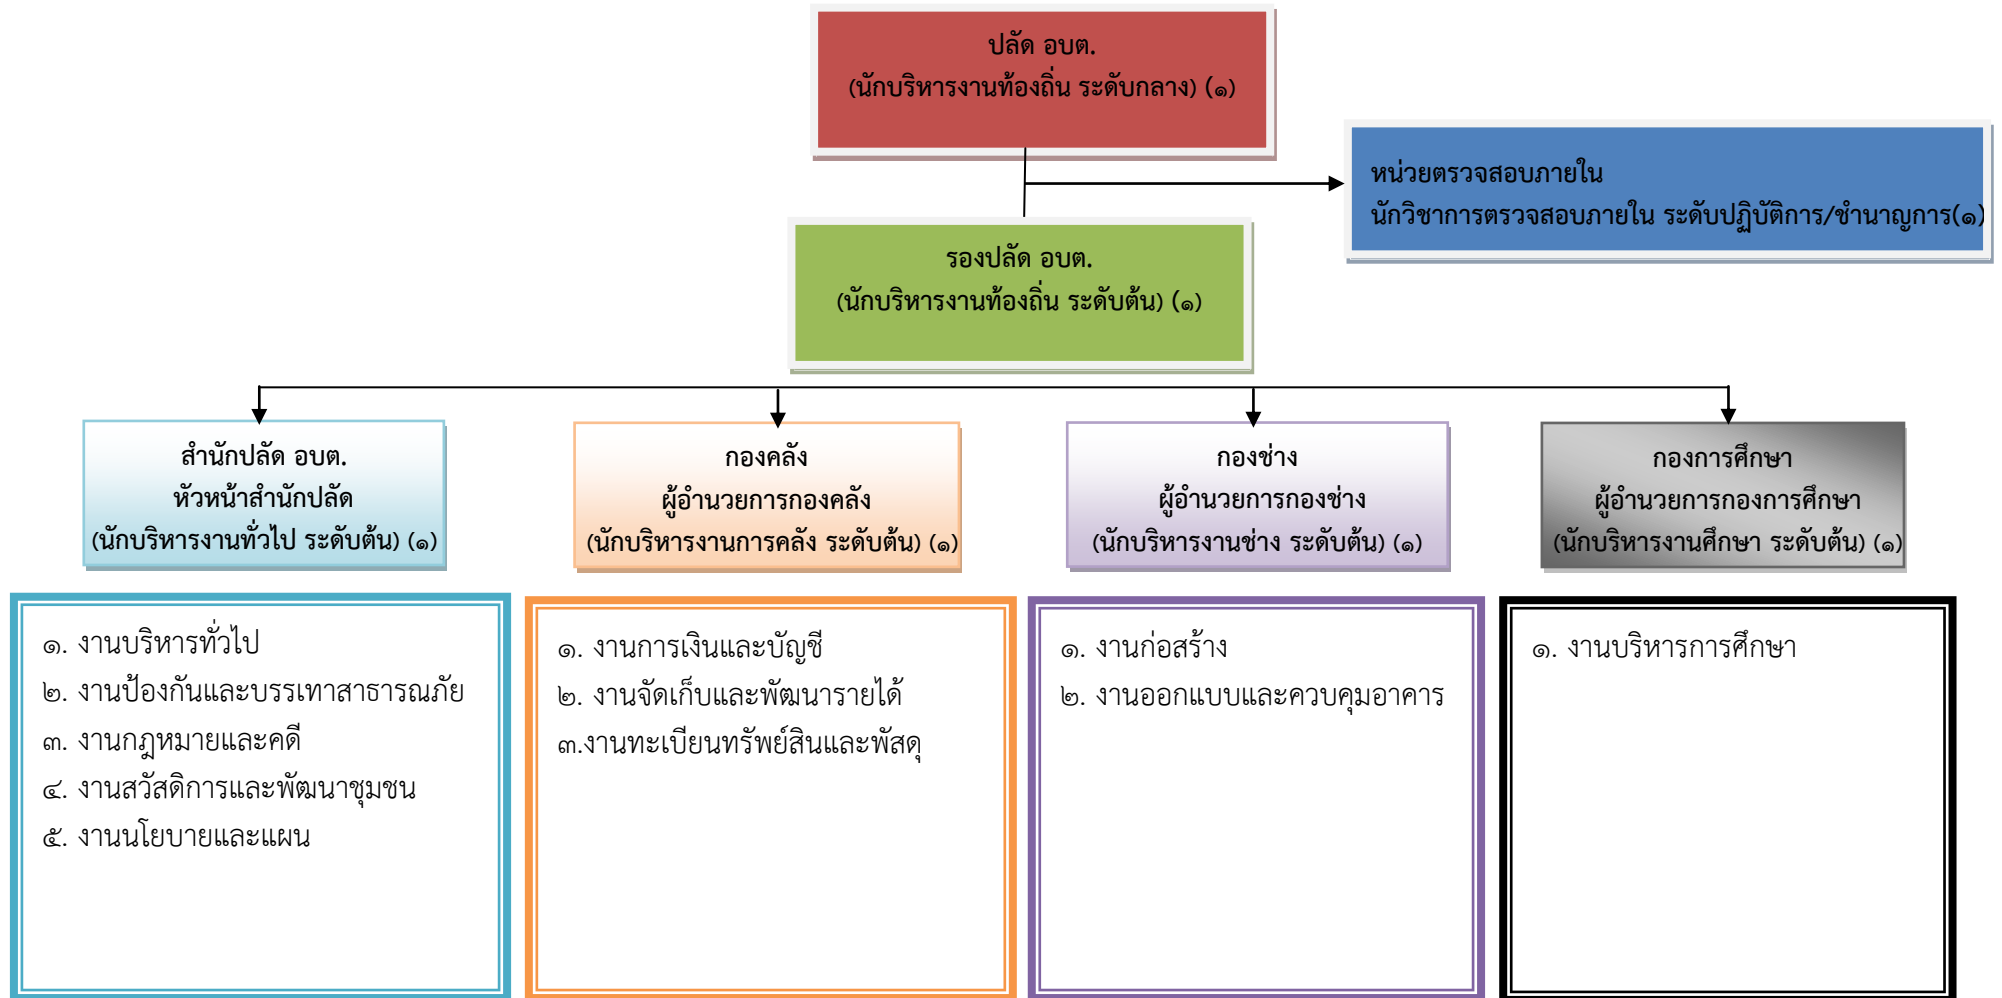 ปลัด อบต.
(นักบริหารงานท้องถิ่น ระดับกลาง) (๑)
หน่วยตรวจสอบภายใน
นักวิชาการตรวจสอบภายใน ระดับปฏิบัติการ/ชำนาญการ(๑)
รองปลัด อบต.
(นักบริหารงานท้องถิ่น ระดับต้น) (๑)
สำนักปลัด อบต.
หัวหน้าสำนักปลัด
(นักบริหารงานทั่วไป ระดับต้น) (๑)
กองคลัง
ผู้อำนวยการกองคลัง
(นักบริหารงานการคลัง ระดับต้น) (๑)
กองช่าง
ผู้อำนวยการกองช่าง
(นักบริหารงานช่าง ระดับต้น) (๑)
กองการศึกษา
ผู้อำนวยการกองการศึกษา
(นักบริหารงานศึกษา ระดับต้น) (๑)
๑. งานบริหารทั่วไป
๒. งานป้องกันและบรรเทาสาธารณภัย
๓. งานกฎหมายและคดี
๔. งานสวัสดิการและพัฒนาชุมชน
๕. งานนโยบายและแผน
๑. งานการเงินและบัญชี
๒. งานจัดเก็บและพัฒนารายได้
๓.งานทะเบียนทรัพย์สินและพัสดุ
๑. งานก่อสร้าง
๒. งานออกแบบและควบคุมอาคาร
๑. งานบริหารการศึกษา